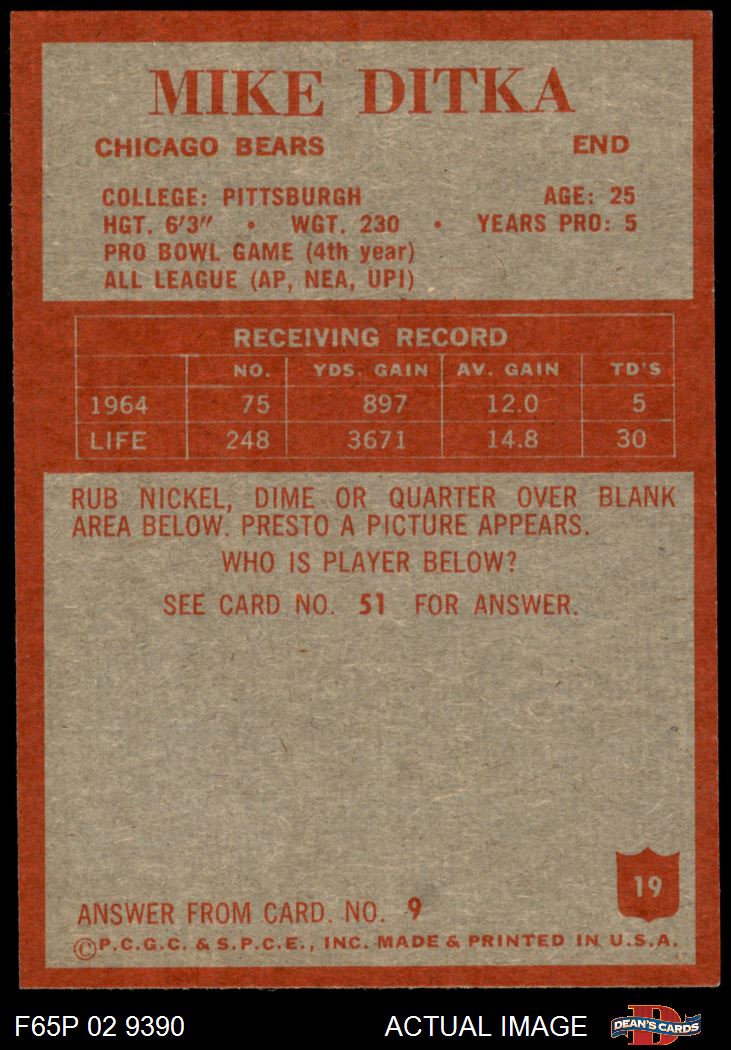 MIKE DITKA
CHICAGO BEARS END
COLLEGE: PITTSBURGH AGE: 25
HGT. 6'3" • WGT. 230 • YEARS PRO: 5
PRO BOWL GAME (4th year)
ALL LEAGUE (AP, NEA, UPI)
RECEIVING RECORD
NO. YDS. GAIN AV. GAIN TD'S
1964 75 897 12.0 5
LIFE 248 3671 14.8 30
RUB NICKEL, DIME OR QUARTER OVER BLANK
AREA BELOW. PRESTO A PICTURE APPEARS.
WHO IS PLAYER BELOW?
SEE CARD NO. 51 FOR ANSWER.
19
ANSWER FROM CARD. NO. 9
©P.C.G.C. & S.P.C.E., INC. MADE & PRINTED IN U.S.A.
F65P 02 9390 ACTUAL IMAGE DEAN'S CARDS